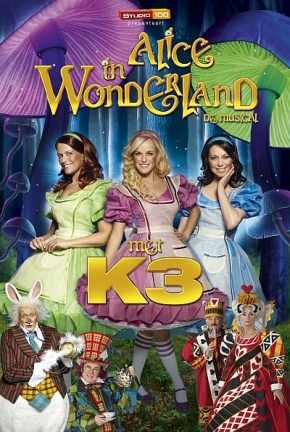 STUDIO 100
presenteert
Alice
in
WONDERLAND
DE MUSICAL
met
K3